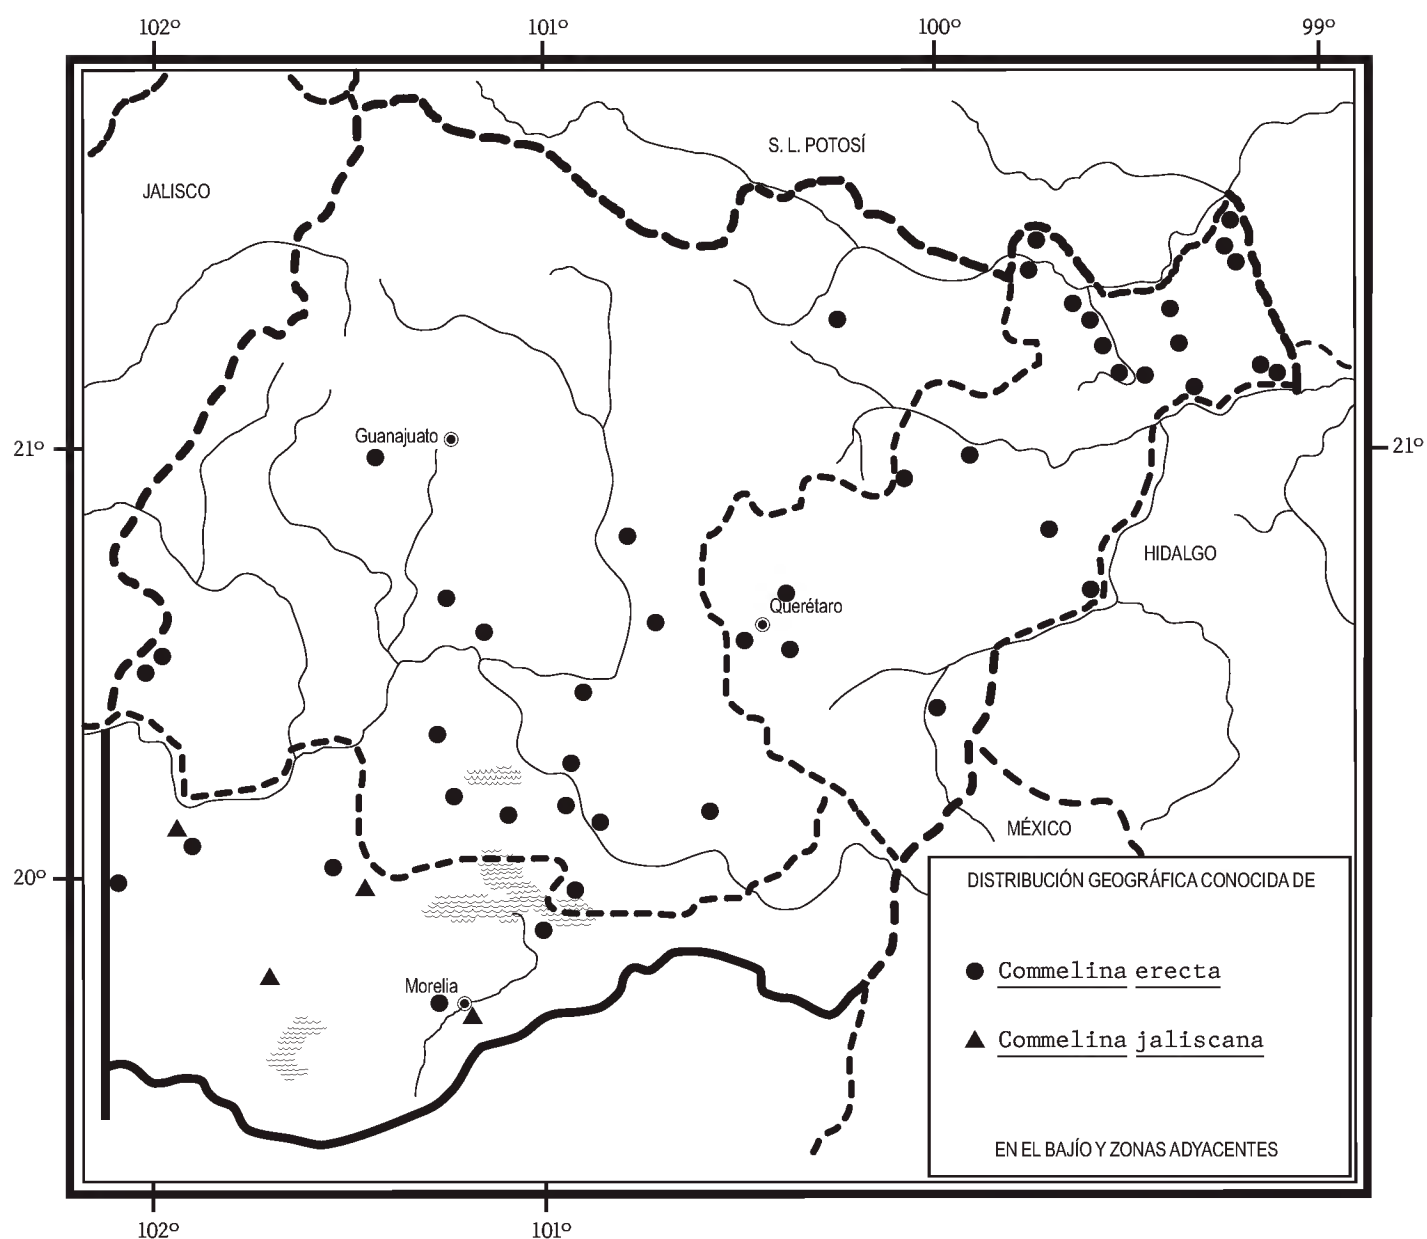 102º 101º 100º 99º
S. L. POTOSÍ
JALISCO
Guanajuato
21º
21º
HIDALGO
Querétaro
MÉXICO
20º
DISTRIBUCIÓN GEOGRÁFICA CONOCIDA DE
Commelina erecta
Morelia
Commelina jaliscana
EN EL BAJÍO Y ZONAS ADYACENTES
102º 101º